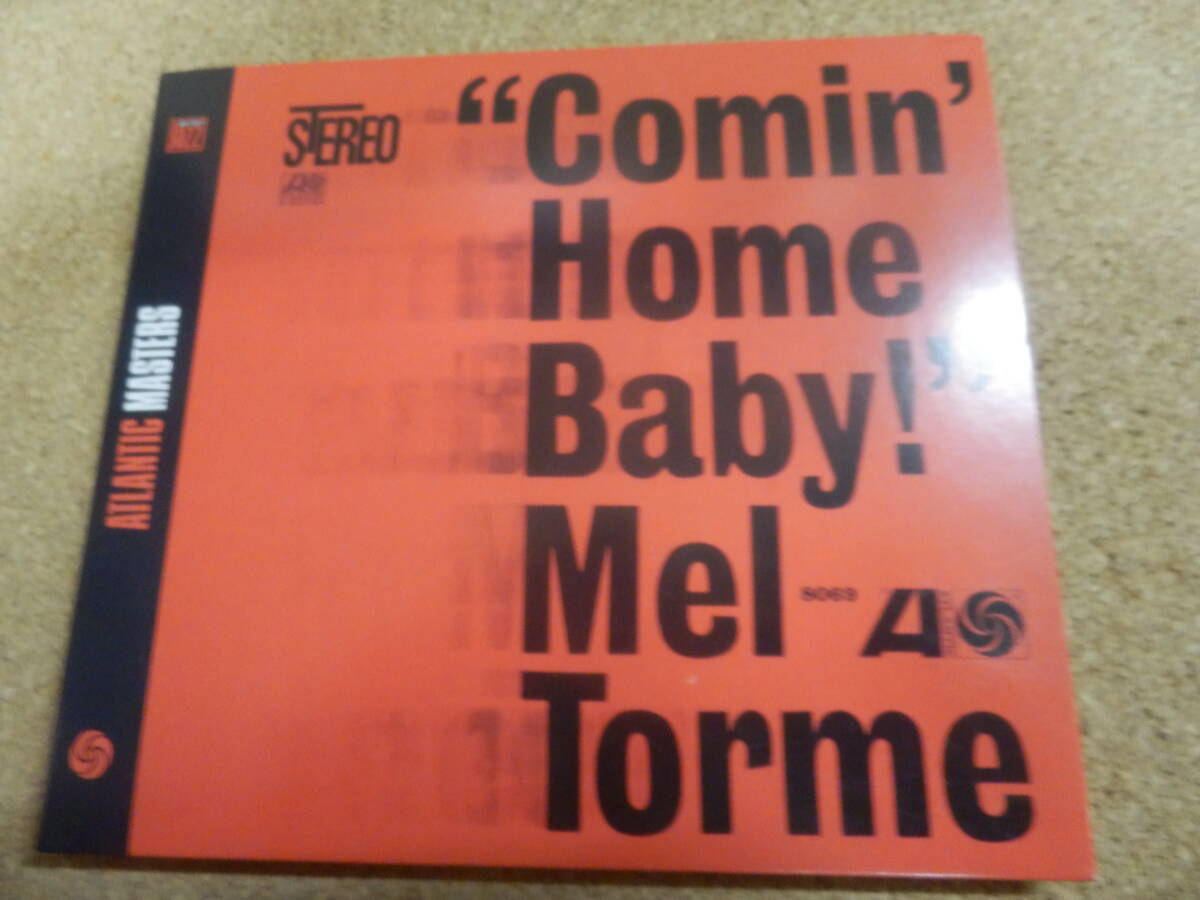 ATLANTIC MASTERS
STEREO
“Comin’
Home
Baby!”
Mel
8069
Torme